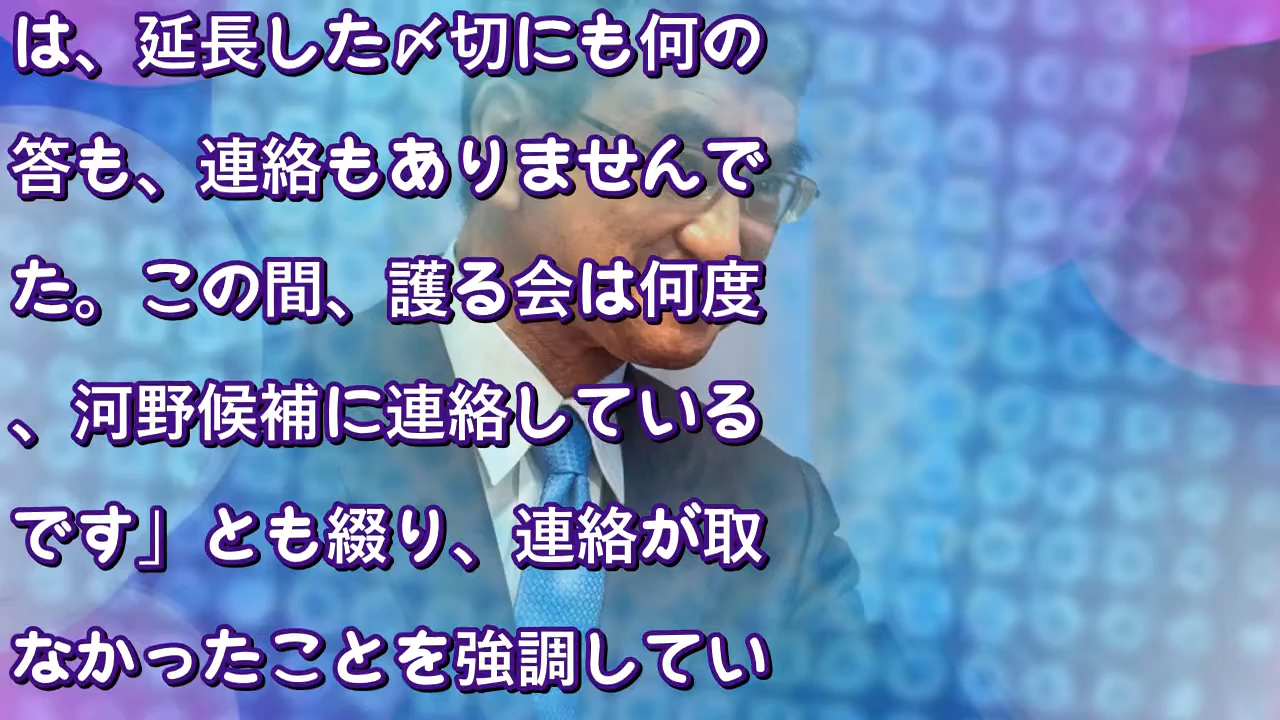 は、延長した〆切にも何の
答も、連絡もありませんで
た。この間、護る会は何度
、河野候補に連絡している
です」とも綴り、連絡が取
なかったことを強調してい